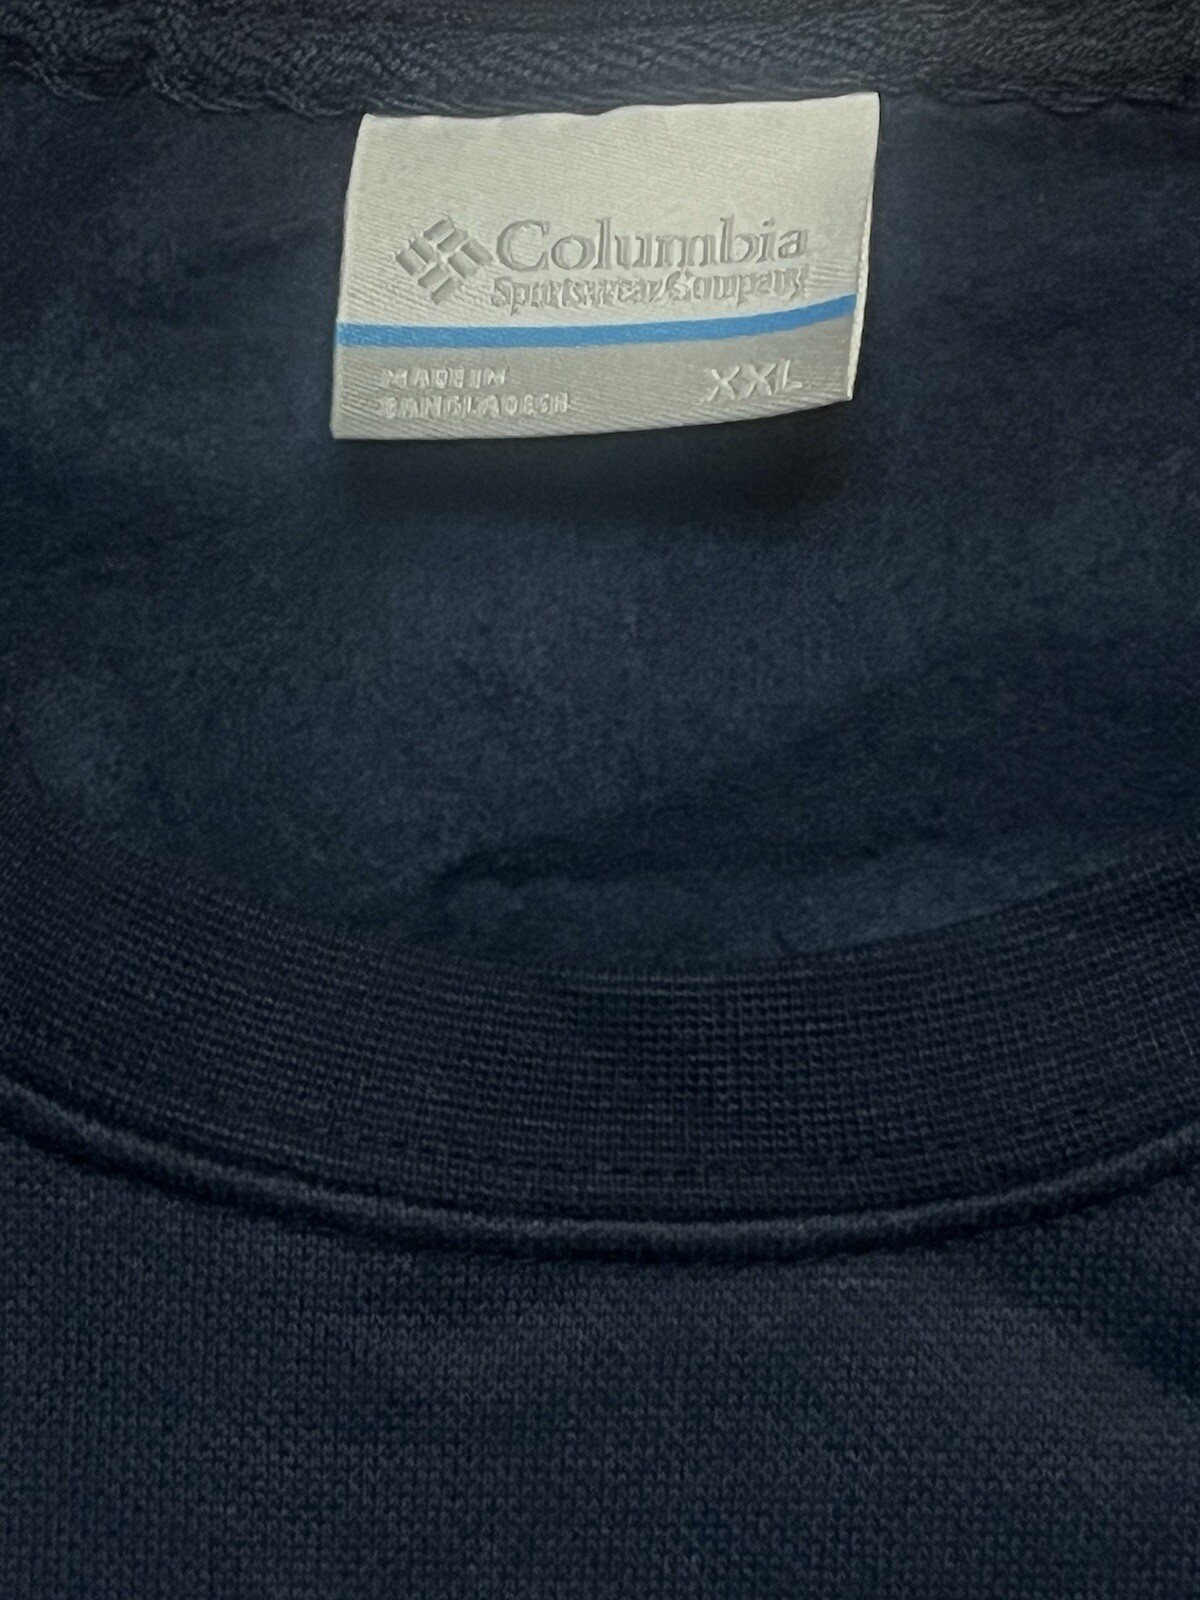 Columbia
Sportswear Company
MADE IN
BANGLADESH
XXL